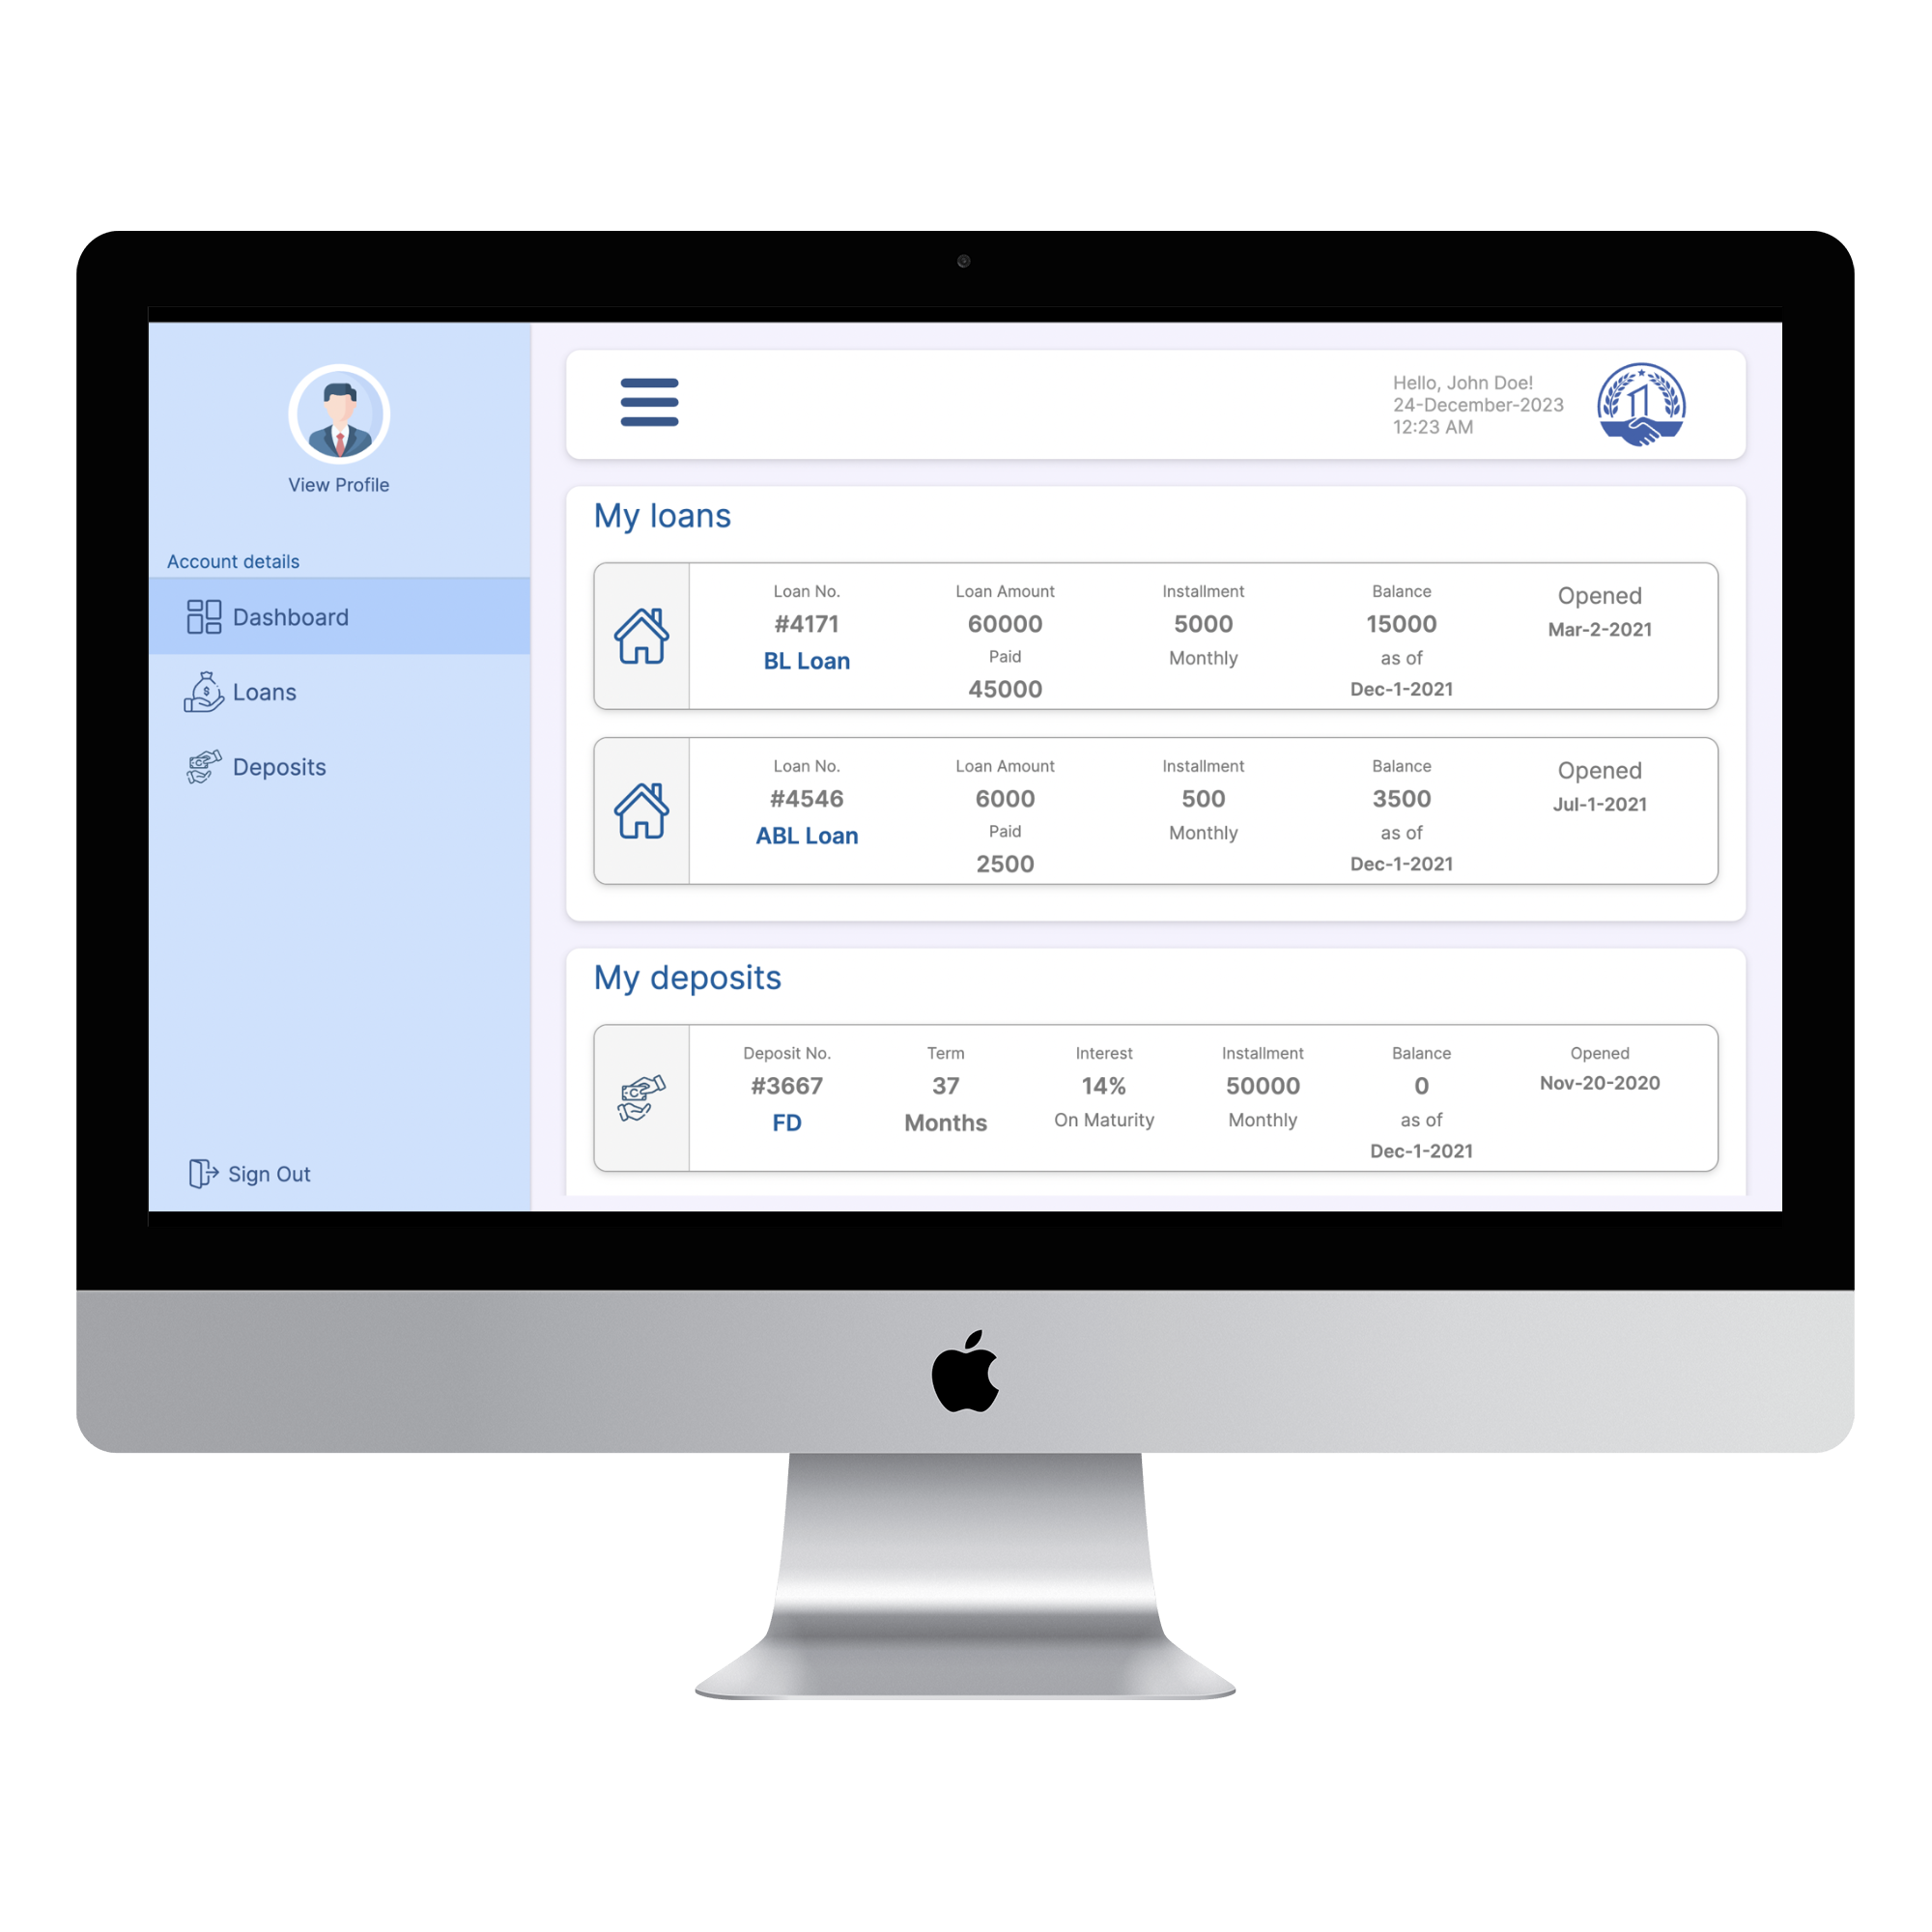 View Profile
Account details
Dashboard
Loans
Deposits
Sign Out
Hello, John Doe!
24-December-2023
12:23 AM
My loans
Loan No. Loan Amount Installment Balance Opened
#4171 60000 5000 15000 Mar-2-2021
BL Loan Paid Monthly as of
45000 Dec-1-2021
Loan No. Loan Amount Installment Balance Opened
#4546 6000 500 3500 Jul-1-2021
ABL Loan Paid Monthly as of
2500 Dec-1-2021
My deposits
Deposit No. Term Interest Installment Balance Opened
#3667 37 14% 50000 0 Nov-20-2020
FD Months On Maturity Monthly as of
Dec-1-2021